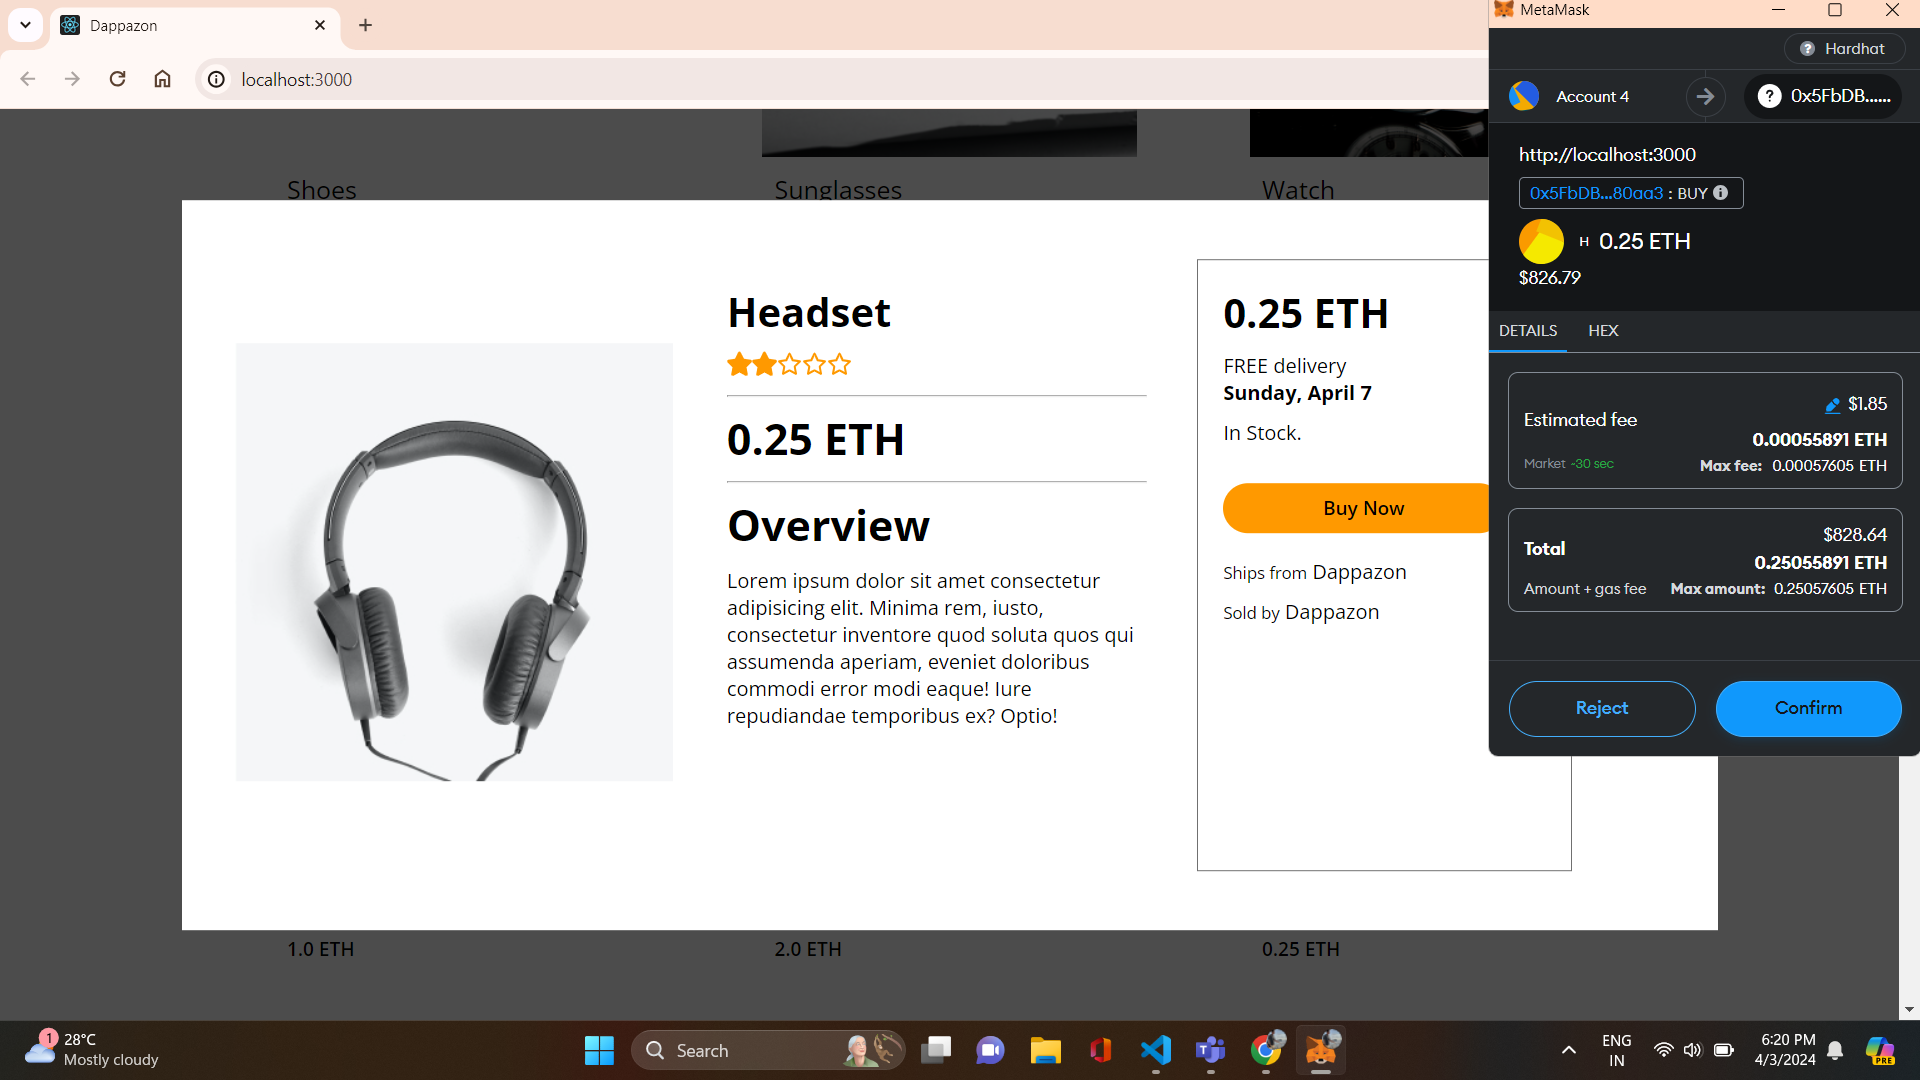 Dappazon
MetaMask
Hardhat
localhost:3000
Account 4
0x5FbDB......
http://localhost:3000
0x5FbDB...80aa3 : BUY
H 0.25 ETH
$826.79
DETAILS HEX
Estimated fee
$1.85
0.00055891 ETH
Market ~30 sec
Max fee: 0.00057605 ETH
Total
$828.64
0.25055891 ETH
Amount + gas fee
Max amount: 0.25057605 ETH
Reject
Confirm
Shoes
Sunglasses
Watch
Headset
0.25 ETH
Overview
Lorem ipsum dolor sit amet consectetur
adipisicing elit. Minima rem, iusto,
consectetur inventore quod soluta quos qui
assumenda aperiam, eveniet doloribus
commodi error modi eaque! Iure
repudiandae temporibus ex? Optio!
0.25 ETH
FREE delivery
Sunday, April 7
In Stock.
Buy Now
Ships from Dappazon
Sold by Dappazon
1.0 ETH
2.0 ETH
0.25 ETH
1
28°C
Mostly cloudy
Search
ENG
IN
6:20 PM
4/3/2024
PRE